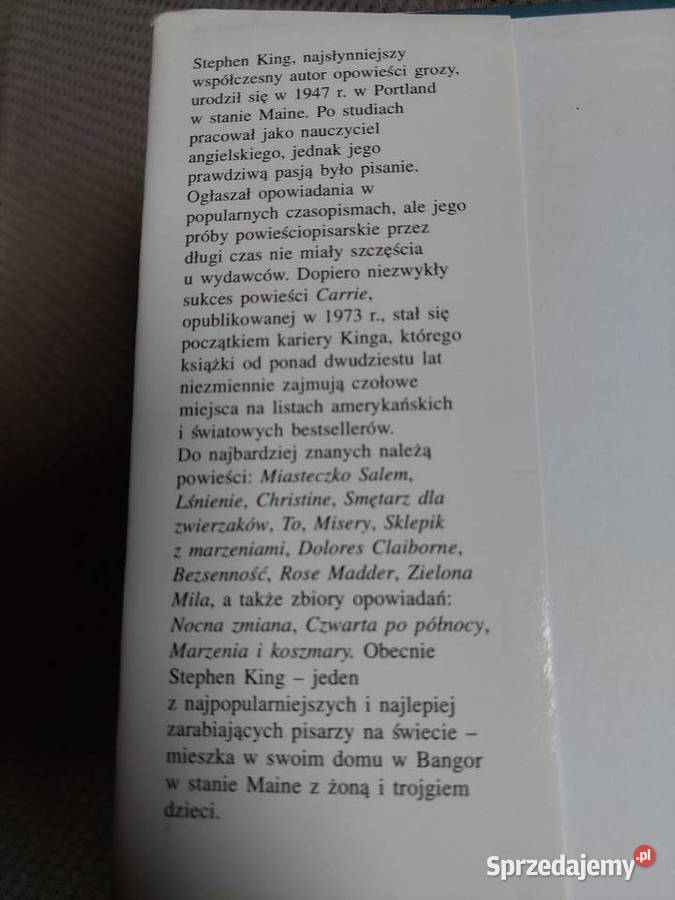 Stephen King, najsłynniejszy
współczesny autor opowieści grozy,
urodził się w 1947 r. w Portland
w stanie Maine. Po studiach
pracował jako nauczyciel
angielskiego, jednak jego
prawdziwą pasją było pisanie.
Ogłaszał opowiadania w
popularnych czasopismach, ale jego
próby powieściopisarskie przez
długi czas nie miały szczęścia
u wydawców. Dopiero niezwykły
sukces powieści Carrie,
opublikowanej w 1973 r., stał się
początkiem kariery Kinga, którego
książki od ponad dwudziestu lat
niezmiennie zajmują czołowe
miejsca na listach amerykańskich
i światowych bestsellerów.
Do najbardziej znanych należą
powieści: Miasteczko Salem,
Lśnienie, Christine, Smętarz dla
zwierzaków, To, Misery, Sklepik
z marzeniami, Dolores Claiborne,
Bezsenność, Rose Madder, Zielona
Mila, a także zbiory opowiadań:
Nocna zmiana, Czwarta po północy,
Marzenia i koszmary. Obecnie
Stephen King – jeden
z najpopularniejszych i najlepiej
zarabiających pisarzy na świecie –
mieszka w swoim domu w Bangor
w stanie Maine z żoną i trojgiem
dzieci.
Sprzedajemy.pl